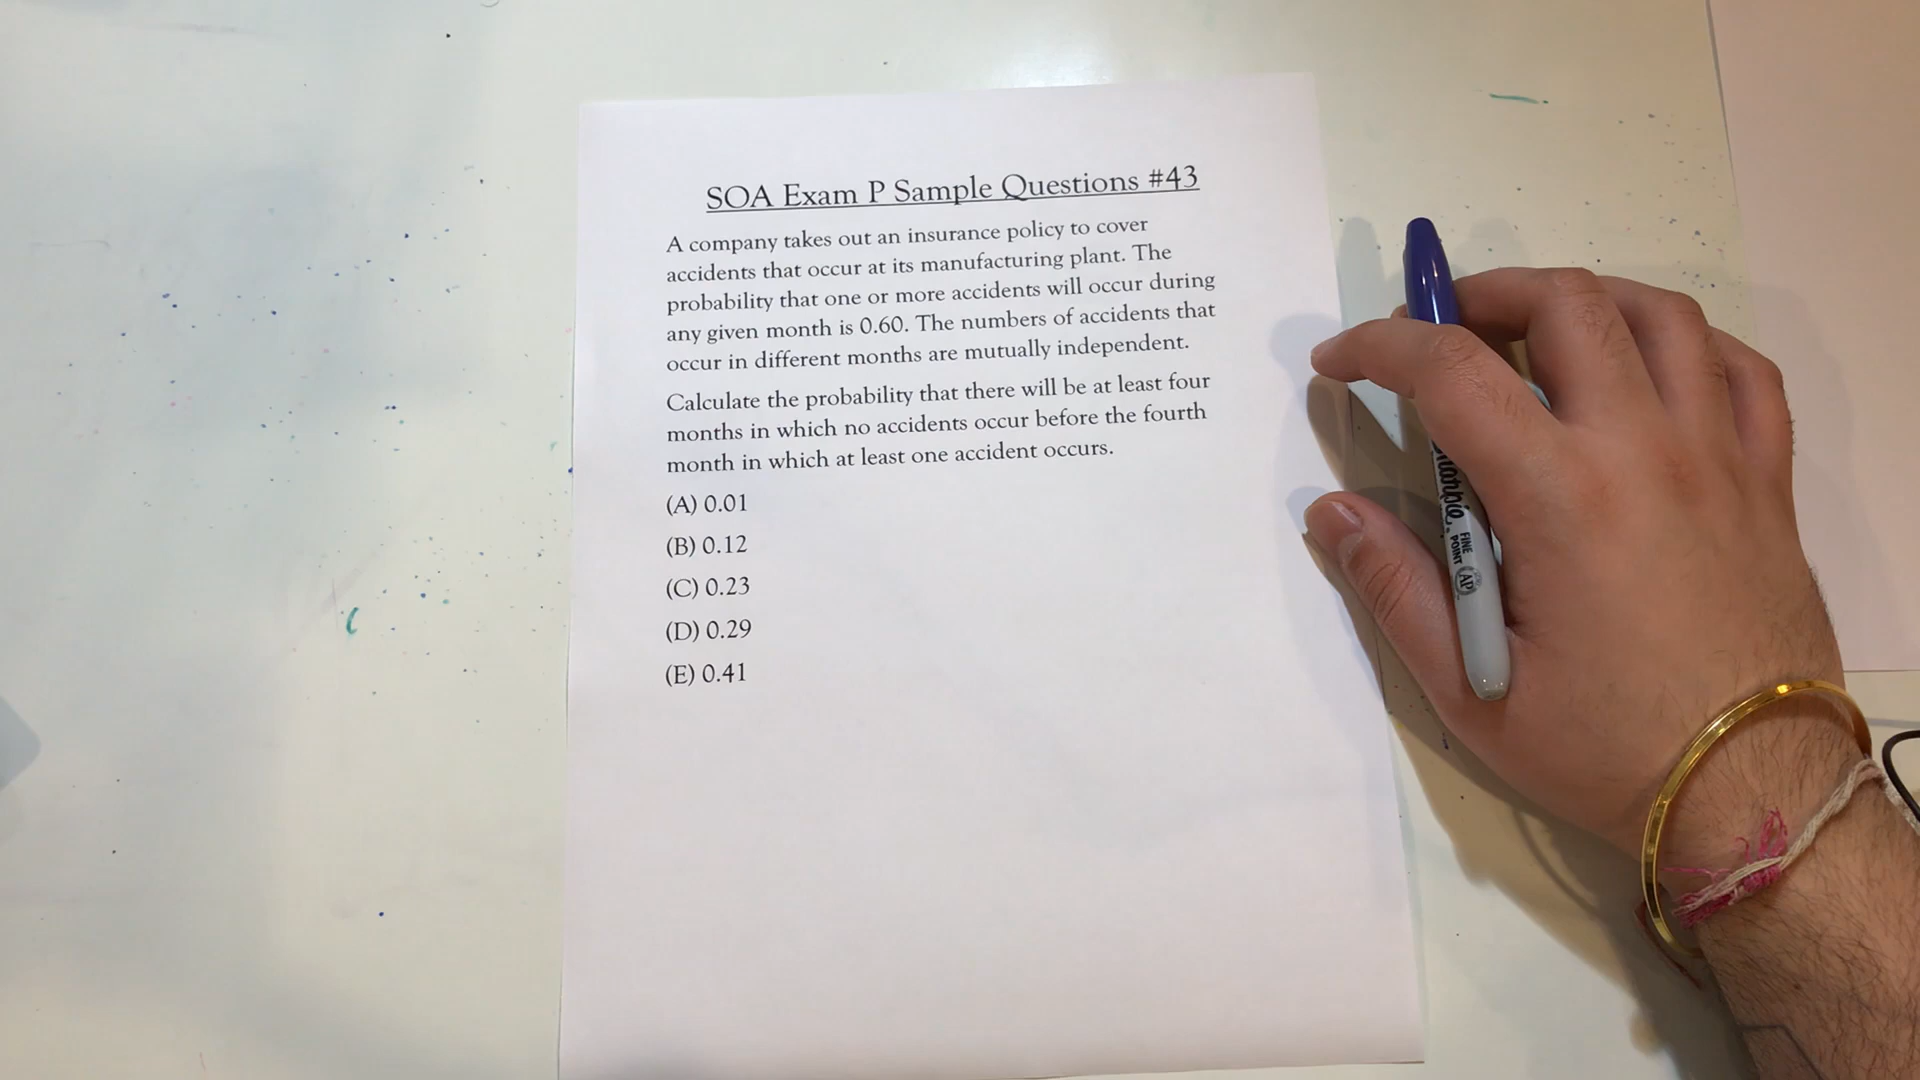 SOA Exam P Sample Questions #43
A company takes out an insurance policy to cover
accidents that occur at its manufacturing plant. The
probability that one or more accidents will occur during
any given month is 0.60. The numbers of accidents that
occur in different months are mutually independent.
Calculate the probability that there will be at least four
months in which no accidents occur before the fourth
month in which at least one accident occurs.
(A) 0.01
(B) 0.12
(C) 0.23
(D) 0.29
(E) 0.41
Sharpie.
FINE
POINT
AP